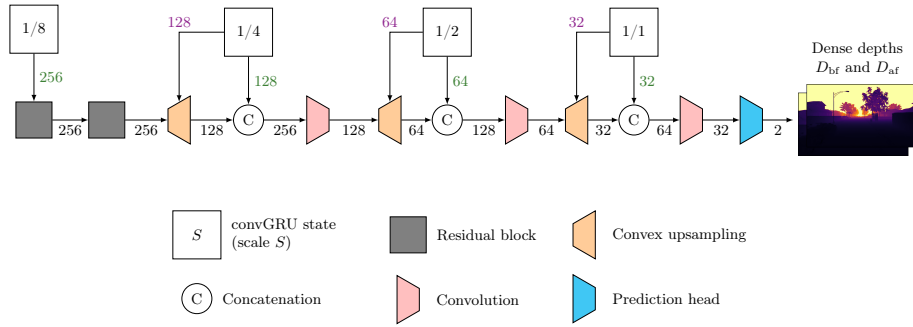 1/8
128
1/4
64
1/2
32
1/1
Dense depths
D_bf and D_af
256
128
64
32
256
256
128
C
256
128
64
C
128
64
32
C
64
32
2
S
convGRU state
(scale S)
Residual block
Convex upsampling
C
Concatenation
Convolution
Prediction head